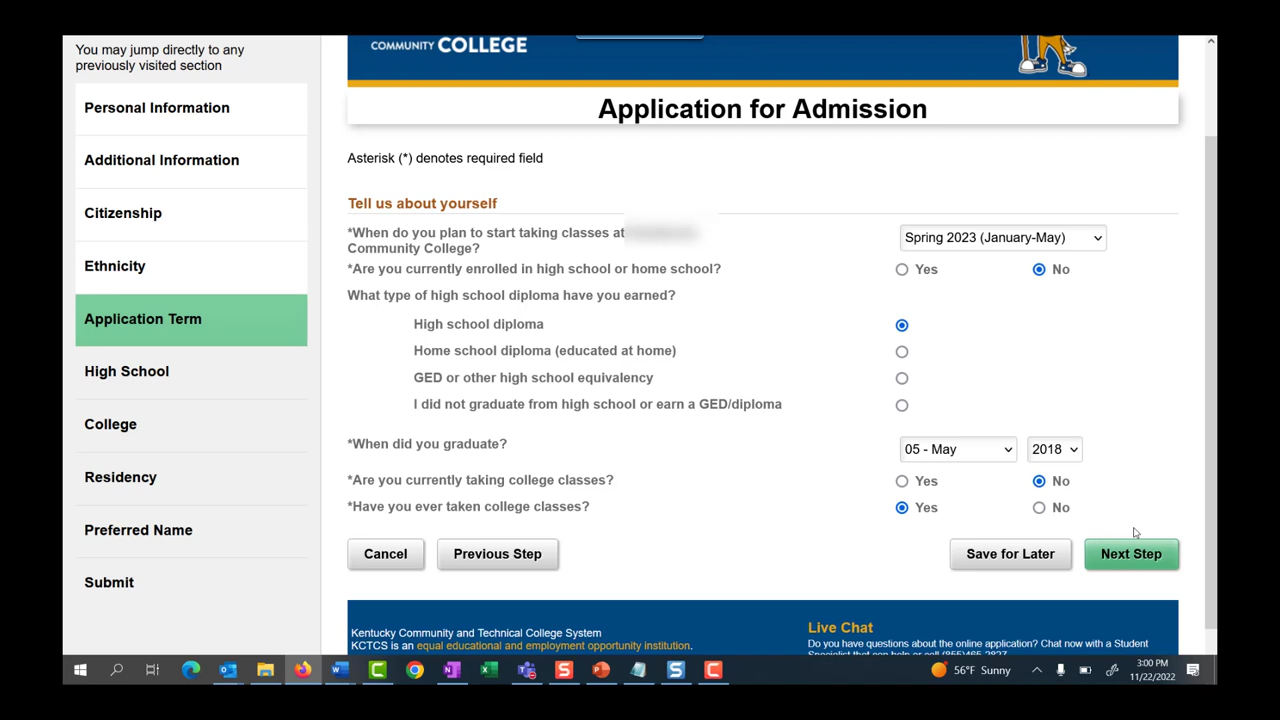 You may jump directly to any
previously visited section
Personal Information
Additional Information
Citizenship
Ethnicity
Application Term
High School
College
Residency
Preferred Name
Submit
COMMUNITY COLLEGE
Application for Admission
Asterisk (*) denotes required field
Tell us about yourself
*When do you plan to start taking classes at
Community College?
Spring 2023 (January-May)
*Are you currently enrolled in high school or home school? Yes No
What type of high school diploma have you earned?
High school diploma
Home school diploma (educated at home)
GED or other high school equivalency
I did not graduate from high school or earn a GED/diploma
*When did you graduate? 05 - May 2018
*Are you currently taking college classes? Yes No
*Have you ever taken college classes? Yes No
Cancel Previous Step Save for Later Next Step
Kentucky Community and Technical College System
KCTCS is an equal educational and employment opportunity institution.
Live Chat
Do you have questions about the online application? Chat now with a Student
56°F Sunny
3:00 PM
11/22/2022